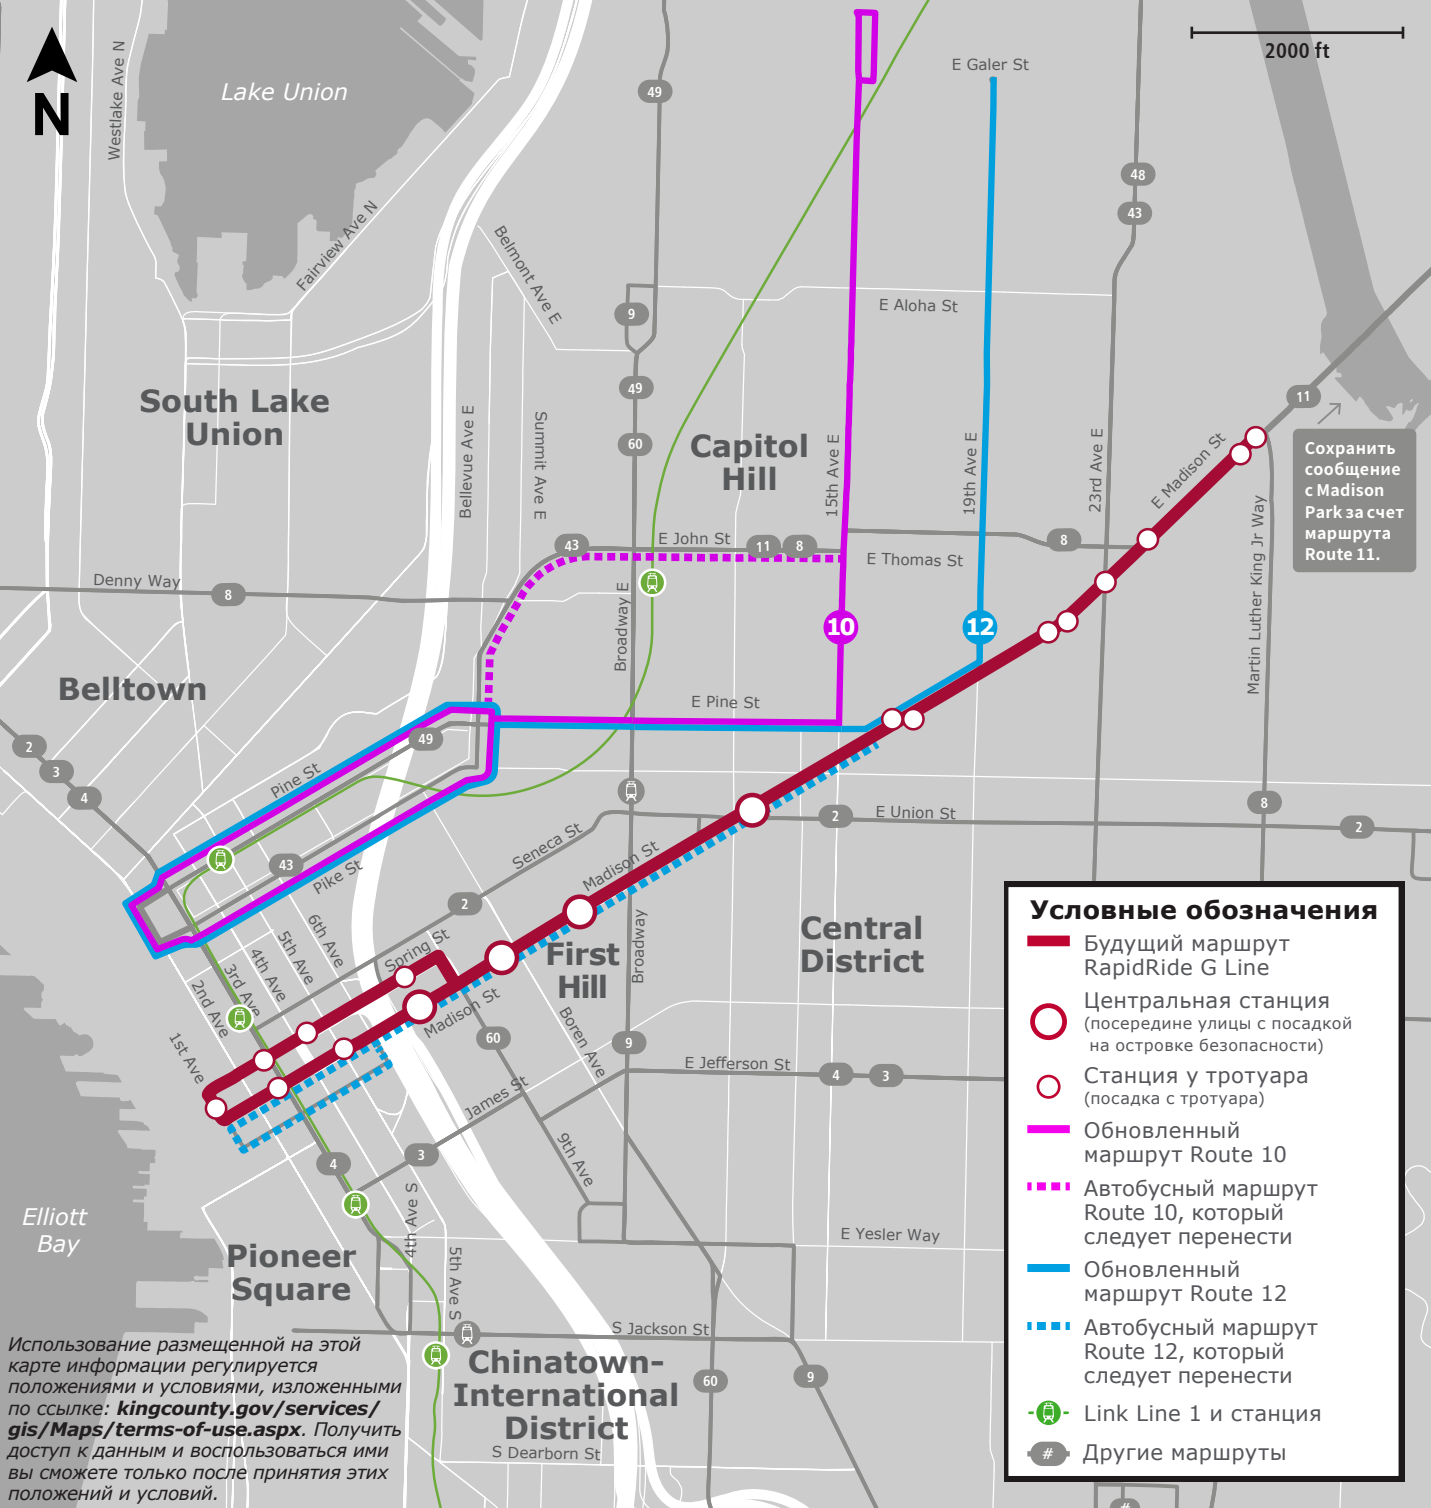 N
2000 ft
Lake Union
Westlake Ave N
Fairview Ave N
Belmont Ave E
E Galer St
49
48
43
9
E Aloha St
49
60
11
South Lake
Union
Capitol
Hill
Bellevue Ave E
Summit Ave E
15th Ave E
19th Ave E
23rd Ave E
E Madison St
Martin Luther King Jr Way
Сохранить
сообщение
с Madison
Park за счет
маршрута
Route 11.
43
E John St
11
8
8
E Thomas St
Denny Way
8
Broadway E
10
12
Belltown
E Pine St
2
3
4
49
Pine St
43
Pike St
Seneca St
2
E Union St
8
2
Madison St
2
6th Ave
5th Ave
4th Ave
3rd Ave
2nd Ave
1st Ave
Spring St
Madison St
First
Hill
Broadway
Central
District
60
Boren Ave
9
E Jefferson St
4
3
James St
3
4
9th Ave
4th Ave S
5th Ave S
E Yesler Way
Elliott
Bay
Pioneer
Square
S Jackson St
Chinatown-
International
District
60
9
S Dearborn St
Использование размещенной на этой
карте информации регулируется
положениями и условиями, изложенными
по ссылке: kingcounty.gov/services/
gis/Maps/terms-of-use.aspx. Получить
доступ к данным и воспользоваться ими
вы сможете только после принятия этих
положений и условий.
Условные обозначения
Будущий маршрут
RapidRide G Line
Центральная станция
(посередине улицы с посадкой
на островке безопасности)
Станция у тротуара
(посадка с тротуара)
Обновленный
маршрут Route 10
Автобусный маршрут
Route 10, который
следует перенести
Обновленный
маршрут Route 12
Автобусный маршрут
Route 12, который
следует перенести
Link Line 1 и станция
#
Другие маршруты
#